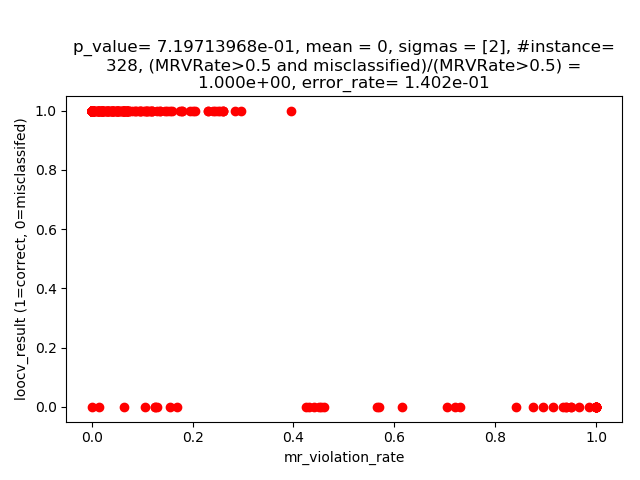 p_value= 7.19713968e-01, mean = 0, sigmas = [2], #instance=
328, (MRVRate>0.5 and misclassified)/(MRVRate>0.5) =
1.000e+00, error_rate= 1.402e-01
1.0
0.8
0.6
0.4
0.2
0.0
loocv_result (1=correct, 0=misclassifed)
0.0 0.2 0.4 0.6 0.8 1.0
mr_violation_rate